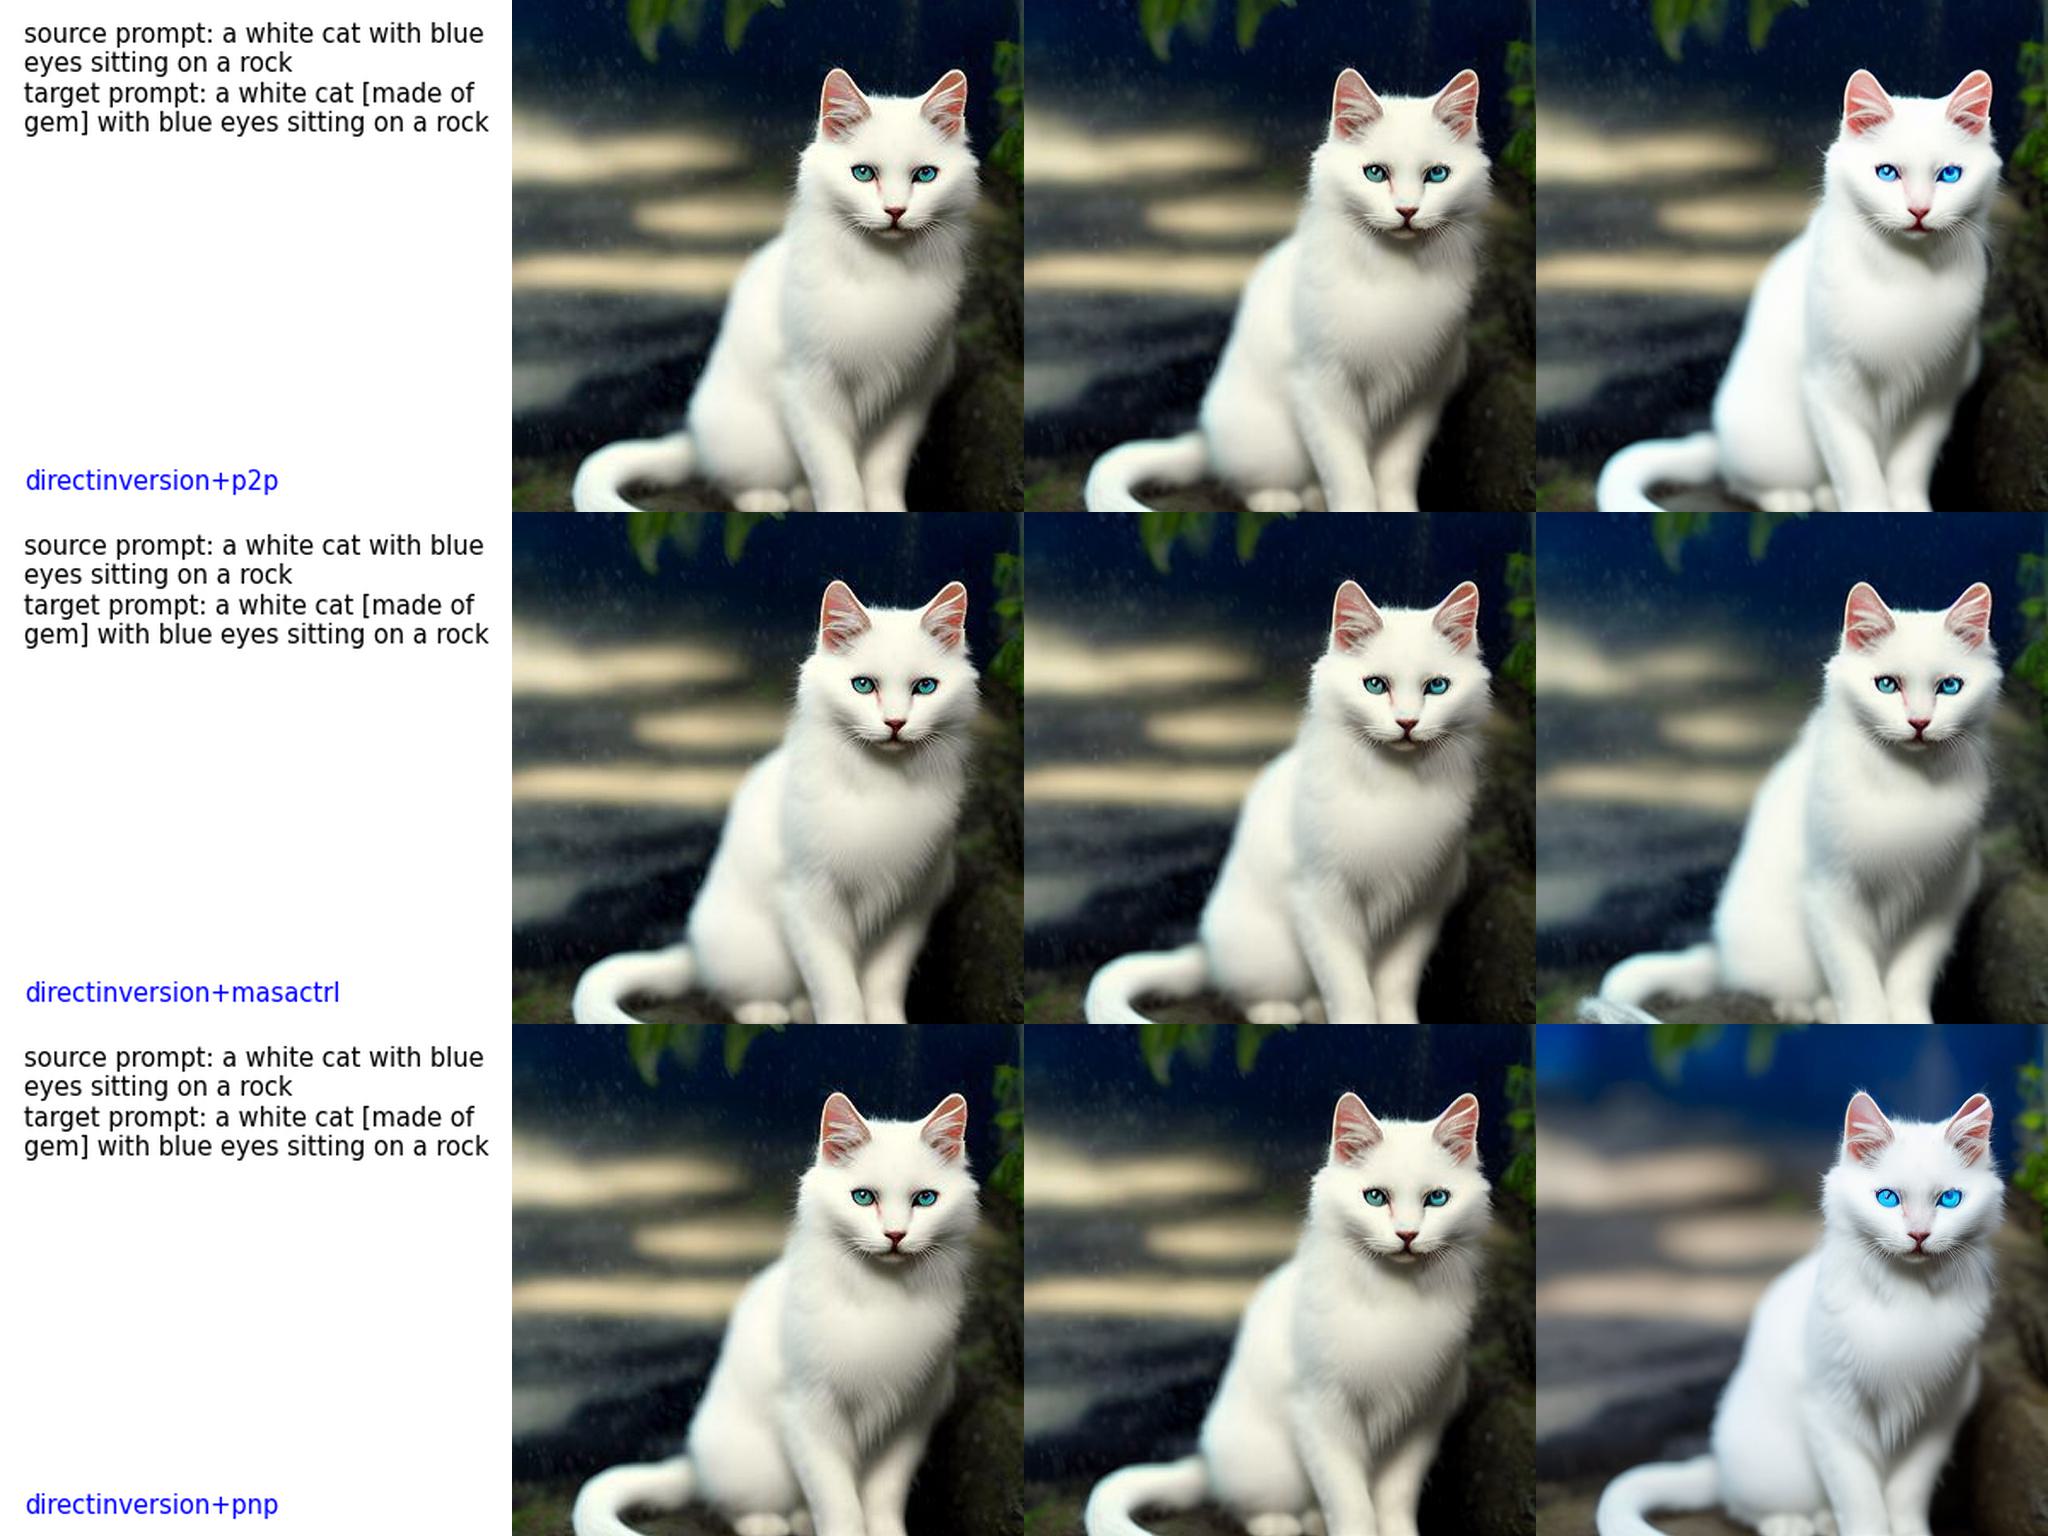 source prompt: a white cat with blue
eyes sitting on a rock
target prompt: a white cat [made of
gem] with blue eyes sitting on a rock
directinversion+p2p
source prompt: a white cat with blue
eyes sitting on a rock
target prompt: a white cat [made of
gem] with blue eyes sitting on a rock
directinversion+masactrl
source prompt: a white cat with blue
eyes sitting on a rock
target prompt: a white cat [made of
gem] with blue eyes sitting on a rock
directinversion+pnp